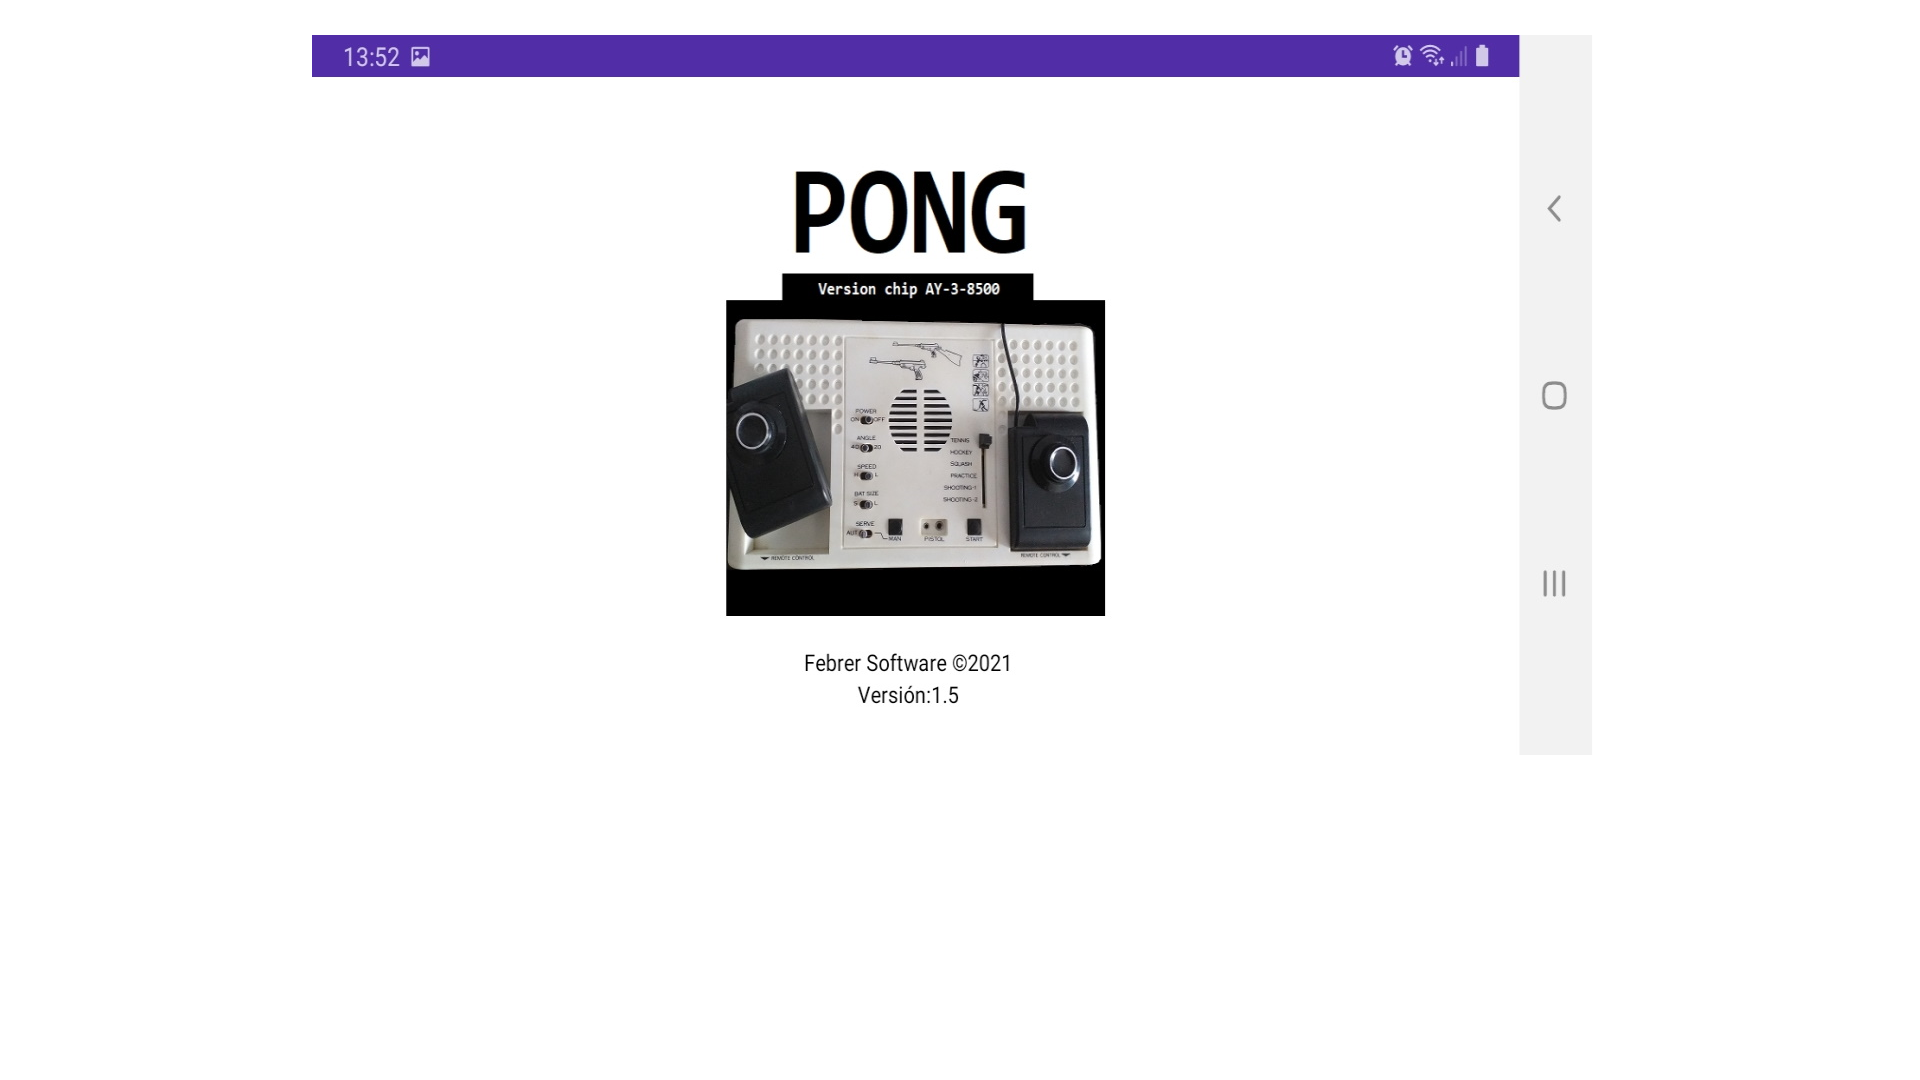 13:52
PONG
Version chip AY-3-8500
POWER
ON OFF
ANGLE
40 20
SPEED
H L
BAT SIZE
S L
SERVE
AUTO MAN
PISTOL
START
TENNIS
HOCKEY
SQUASH
PRACTICE
SHOOTING-1
SHOOTING-2
REMOTE CONTROL
REMOTE CONTROL
Febrer Software ©2021
Versión:1.5